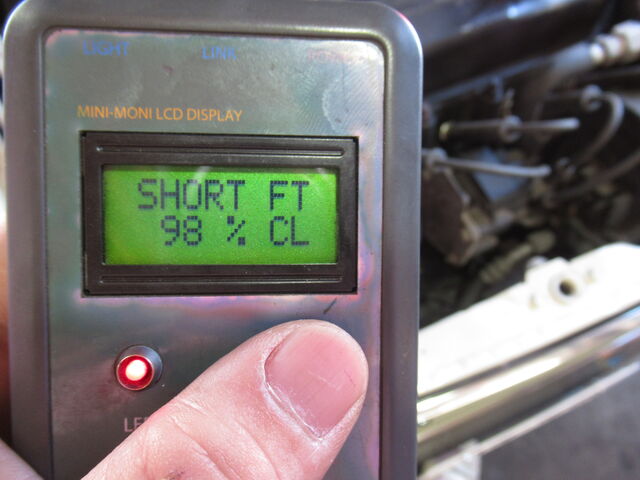 LIGHT LINK
MINI-MONI LCD DISPLAY
SHORT FT
98 % CL